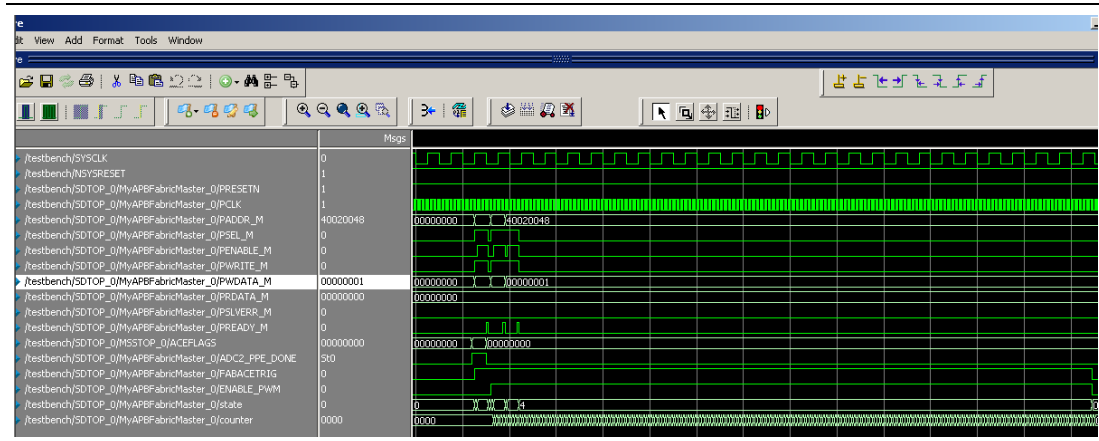 re
dit View Add Format Tools Window
re
Msgs
/testbench/SYSCLK 0
/testbench/NSYSRESET 1
/testbench/SDTOP_0/MyAPBFabricMaster_0/PRESETN 1
/testbench/SDTOP_0/MyAPBFabricMaster_0/PCLK 1
/testbench/SDTOP_0/MyAPBFabricMaster_0/PADDR_M 40020048 00000000 40020048
/testbench/SDTOP_0/MyAPBFabricMaster_0/PSEL_M 0
/testbench/SDTOP_0/MyAPBFabricMaster_0/PENABLE_M 0
/testbench/SDTOP_0/MyAPBFabricMaster_0/PWRITE_M 0
/testbench/SDTOP_0/MyAPBFabricMaster_0/PWDATA_M 00000001 00000000 00000001
/testbench/SDTOP_0/MyAPBFabricMaster_0/PRDATA_M 00000000 00000000
/testbench/SDTOP_0/MyAPBFabricMaster_0/PSLVERR_M 0
/testbench/SDTOP_0/MyAPBFabricMaster_0/PREADY_M 0
/testbench/SDTOP_0/MSSTOP_0/ACEFLAGS 00000000 00000000 00000000
/testbench/SDTOP_0/MyAPBFabricMaster_0/ADC2_PPE_DONE St0
/testbench/SDTOP_0/MyAPBFabricMaster_0/FABACETRIG 0
/testbench/SDTOP_0/MyAPBFabricMaster_0/ENABLE_PWM 0
/testbench/SDTOP_0/MyAPBFabricMaster_0/state 0 0 4 0
/testbench/SDTOP_0/MyAPBFabricMaster_0/counter 0000 0000